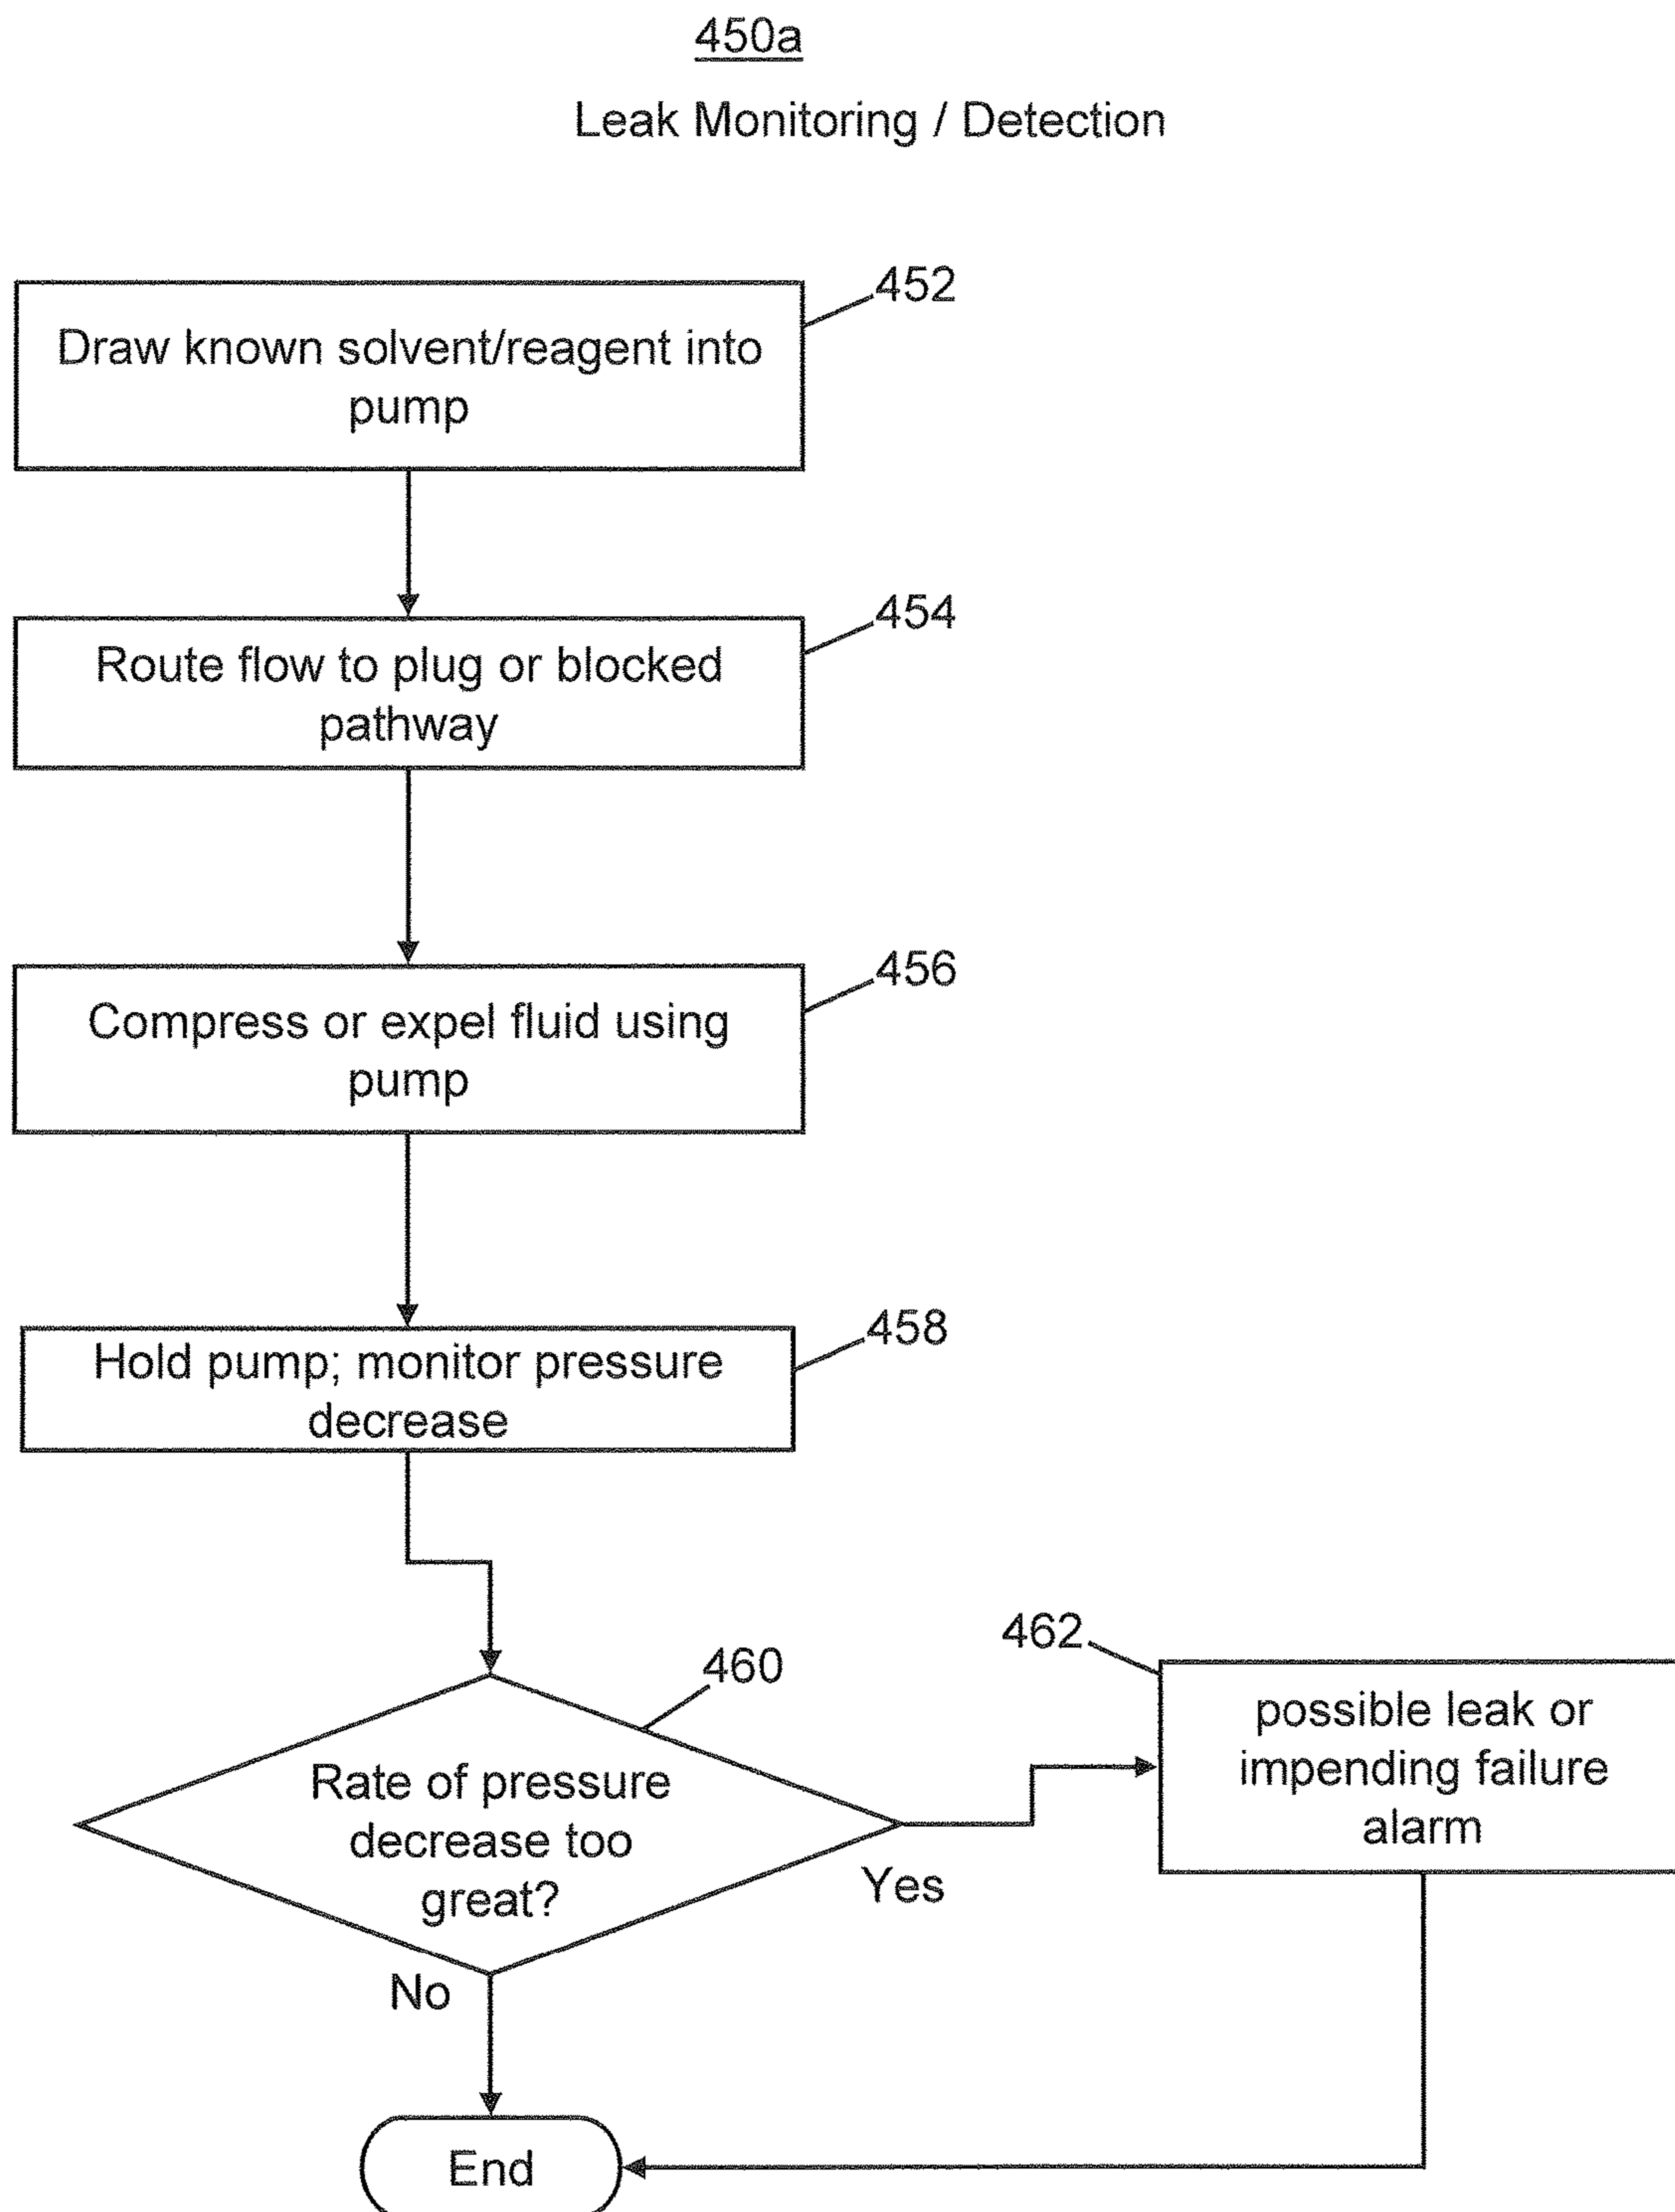 450a
Leak Monitoring / Detection
452
Draw known solvent/reagent into
pump
454
Route flow to plug or blocked
pathway
456
Compress or expel fluid using
pump
458
Hold pump; monitor pressure
decrease
460
Rate of pressure
decrease too
great?
462
possible leak or
impending failure
alarm
Yes
No
End